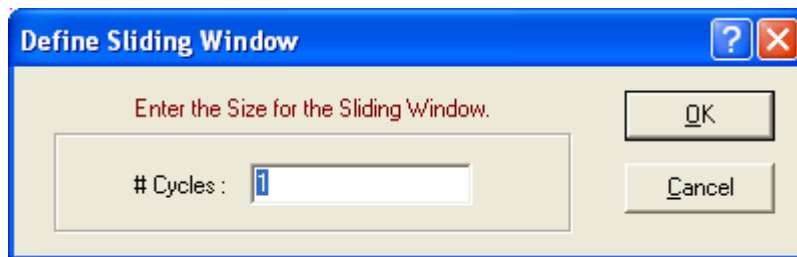 Define Sliding Window
?
Enter the Size for the Sliding Window.
OK
# Cycles : 1
Cancel